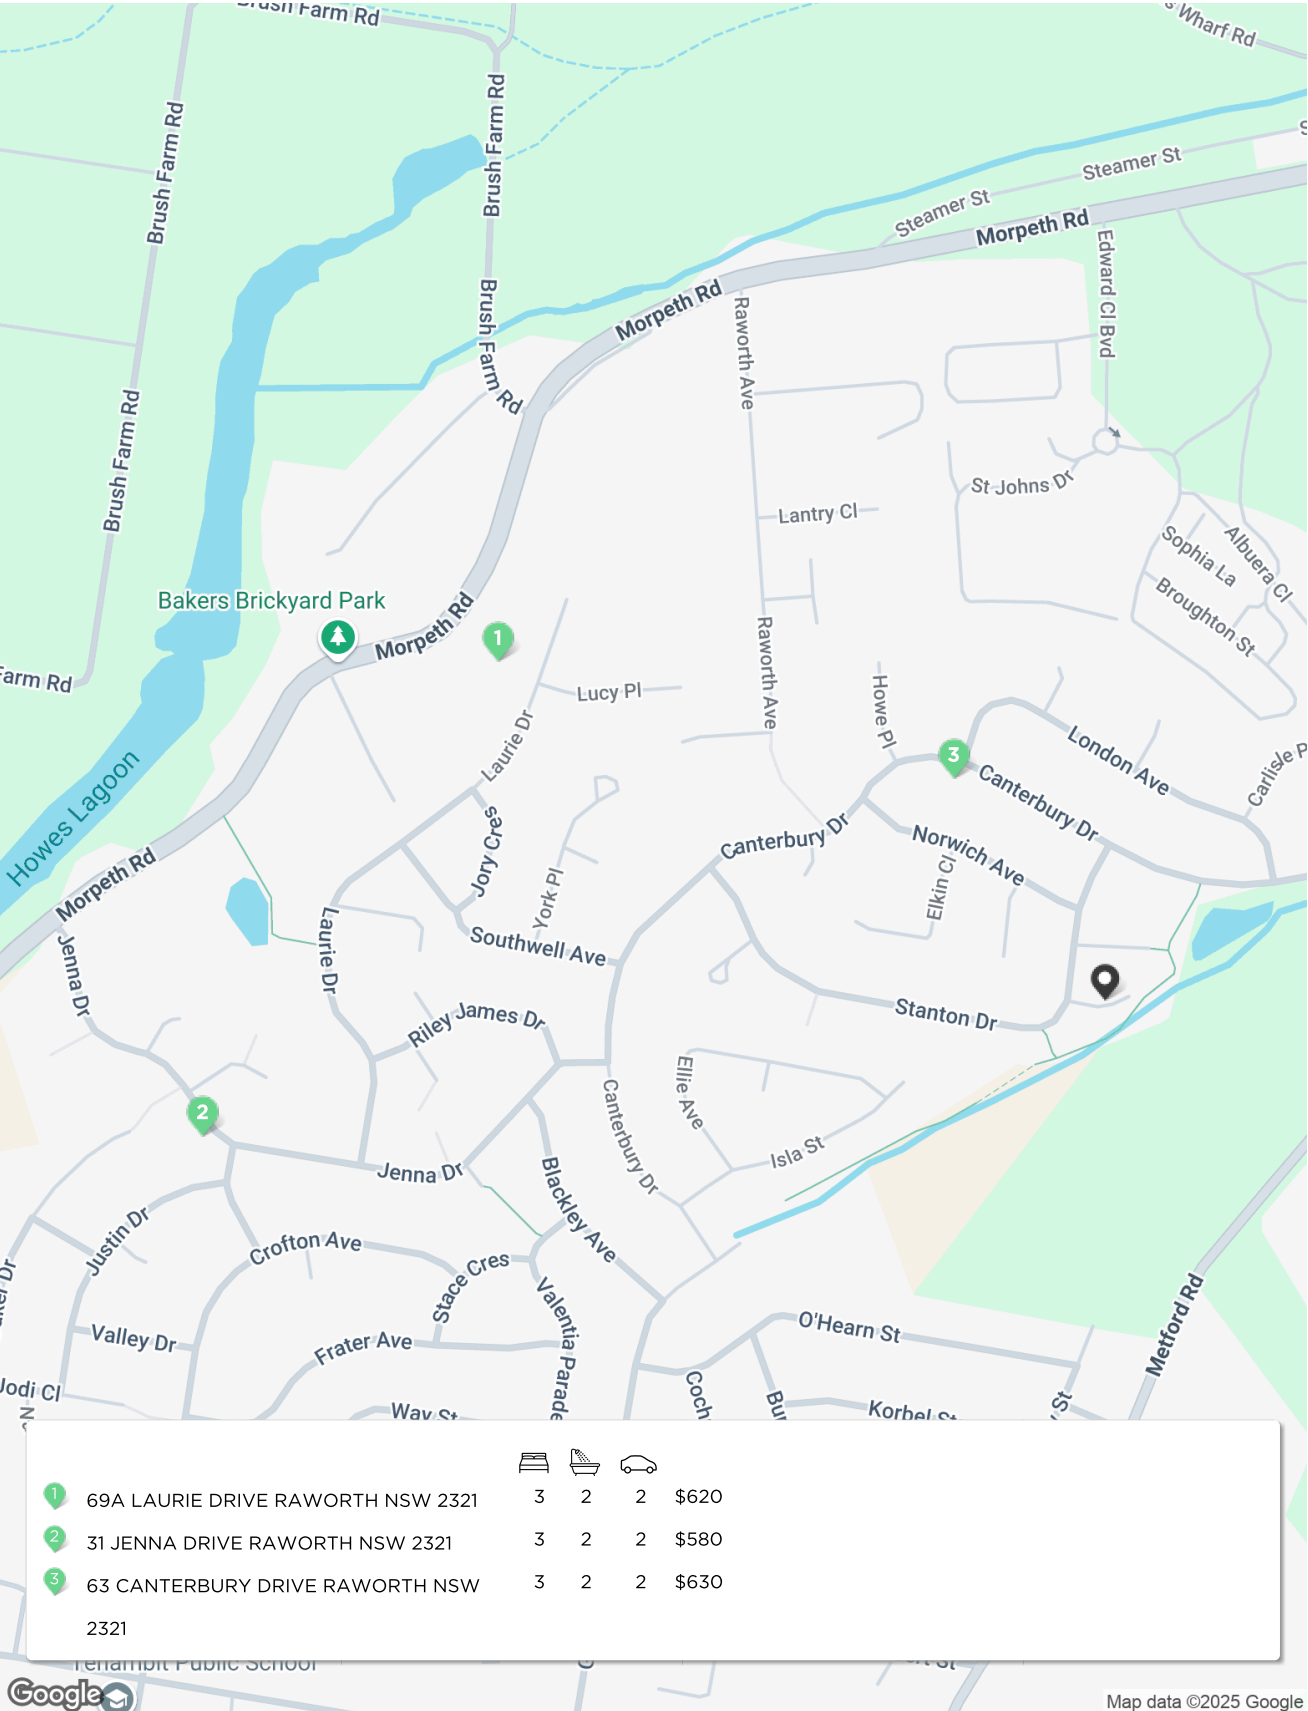 Brush Farm Rd
s Wharf Rd
Brush Farm Rd
Brush Farm Rd
Steamer St
Steamer St
Morpeth Rd
Edward Cl Bvd
Morpeth Rd
Brush Farm Rd
Raworth Ave
Brush Farm Rd
St Johns Dr
Lantry Cl
Sophia La
Albuera Cl
Broughton St
Bakers Brickyard Park
Morpeth Rd
1
Raworth Ave
Farm Rd
Lucy Pl
Howe Pl
Laurie Dr
3
London Ave
Canterbury Dr
Carlisle P
Howes Lagoon
Jory Cres
Canterbury Dr
Norwich Ave
Morpeth Rd
York Pl
Elkin Cl
Laurie Dr
Southwell Ave
Jenna Dr
Riley James Dr
Stanton Dr
Ellie Ave
2
Canterbury Dr
Isla St
Jenna Dr
Blackley Ave
Justin Dr
Crofton Ave
Stace Cres
Valentia Parade
Metford Rd
O'Hearn St
Valley Dr
Frater Ave
Jodi Cl
Way St
Coch
Bu
Korbel St
1 69A LAURIE DRIVE RAWORTH NSW 2321 3 2 2 $620
2 31 JENNA DRIVE RAWORTH NSW 2321 3 2 2 $580
3 63 CANTERBURY DRIVE RAWORTH NSW 3 2 2 $630
2321
Tenambit Public School
Google
Map data ©2025 Google